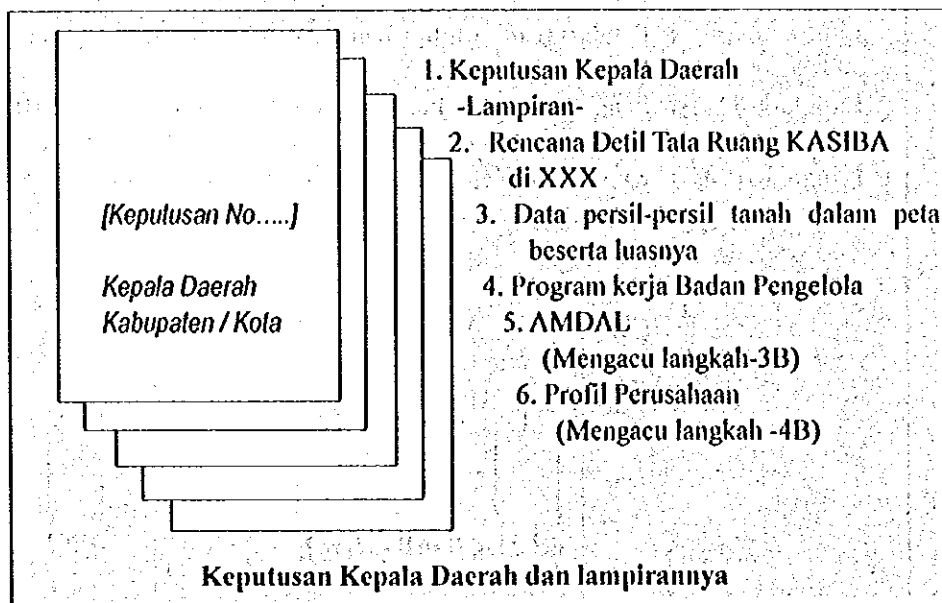 1. Keputusan Kepala Daerah
-Lampiran-
2. Rencana Detil Tata Ruang KASIBA
di XXX
3. Data persil-persil tanah dalam peta
beserta luasnya
4. Program kerja Badan Pengelola
5. AMDAL
(Mengacu langkah-3B)
6. Profil Perusahaan
(Mengacu langkah -4B)
[Keputusan No.....]
Kepala Daerah
Kabupaten / Kota
Keputusan Kepala Daerah dan lampirannya